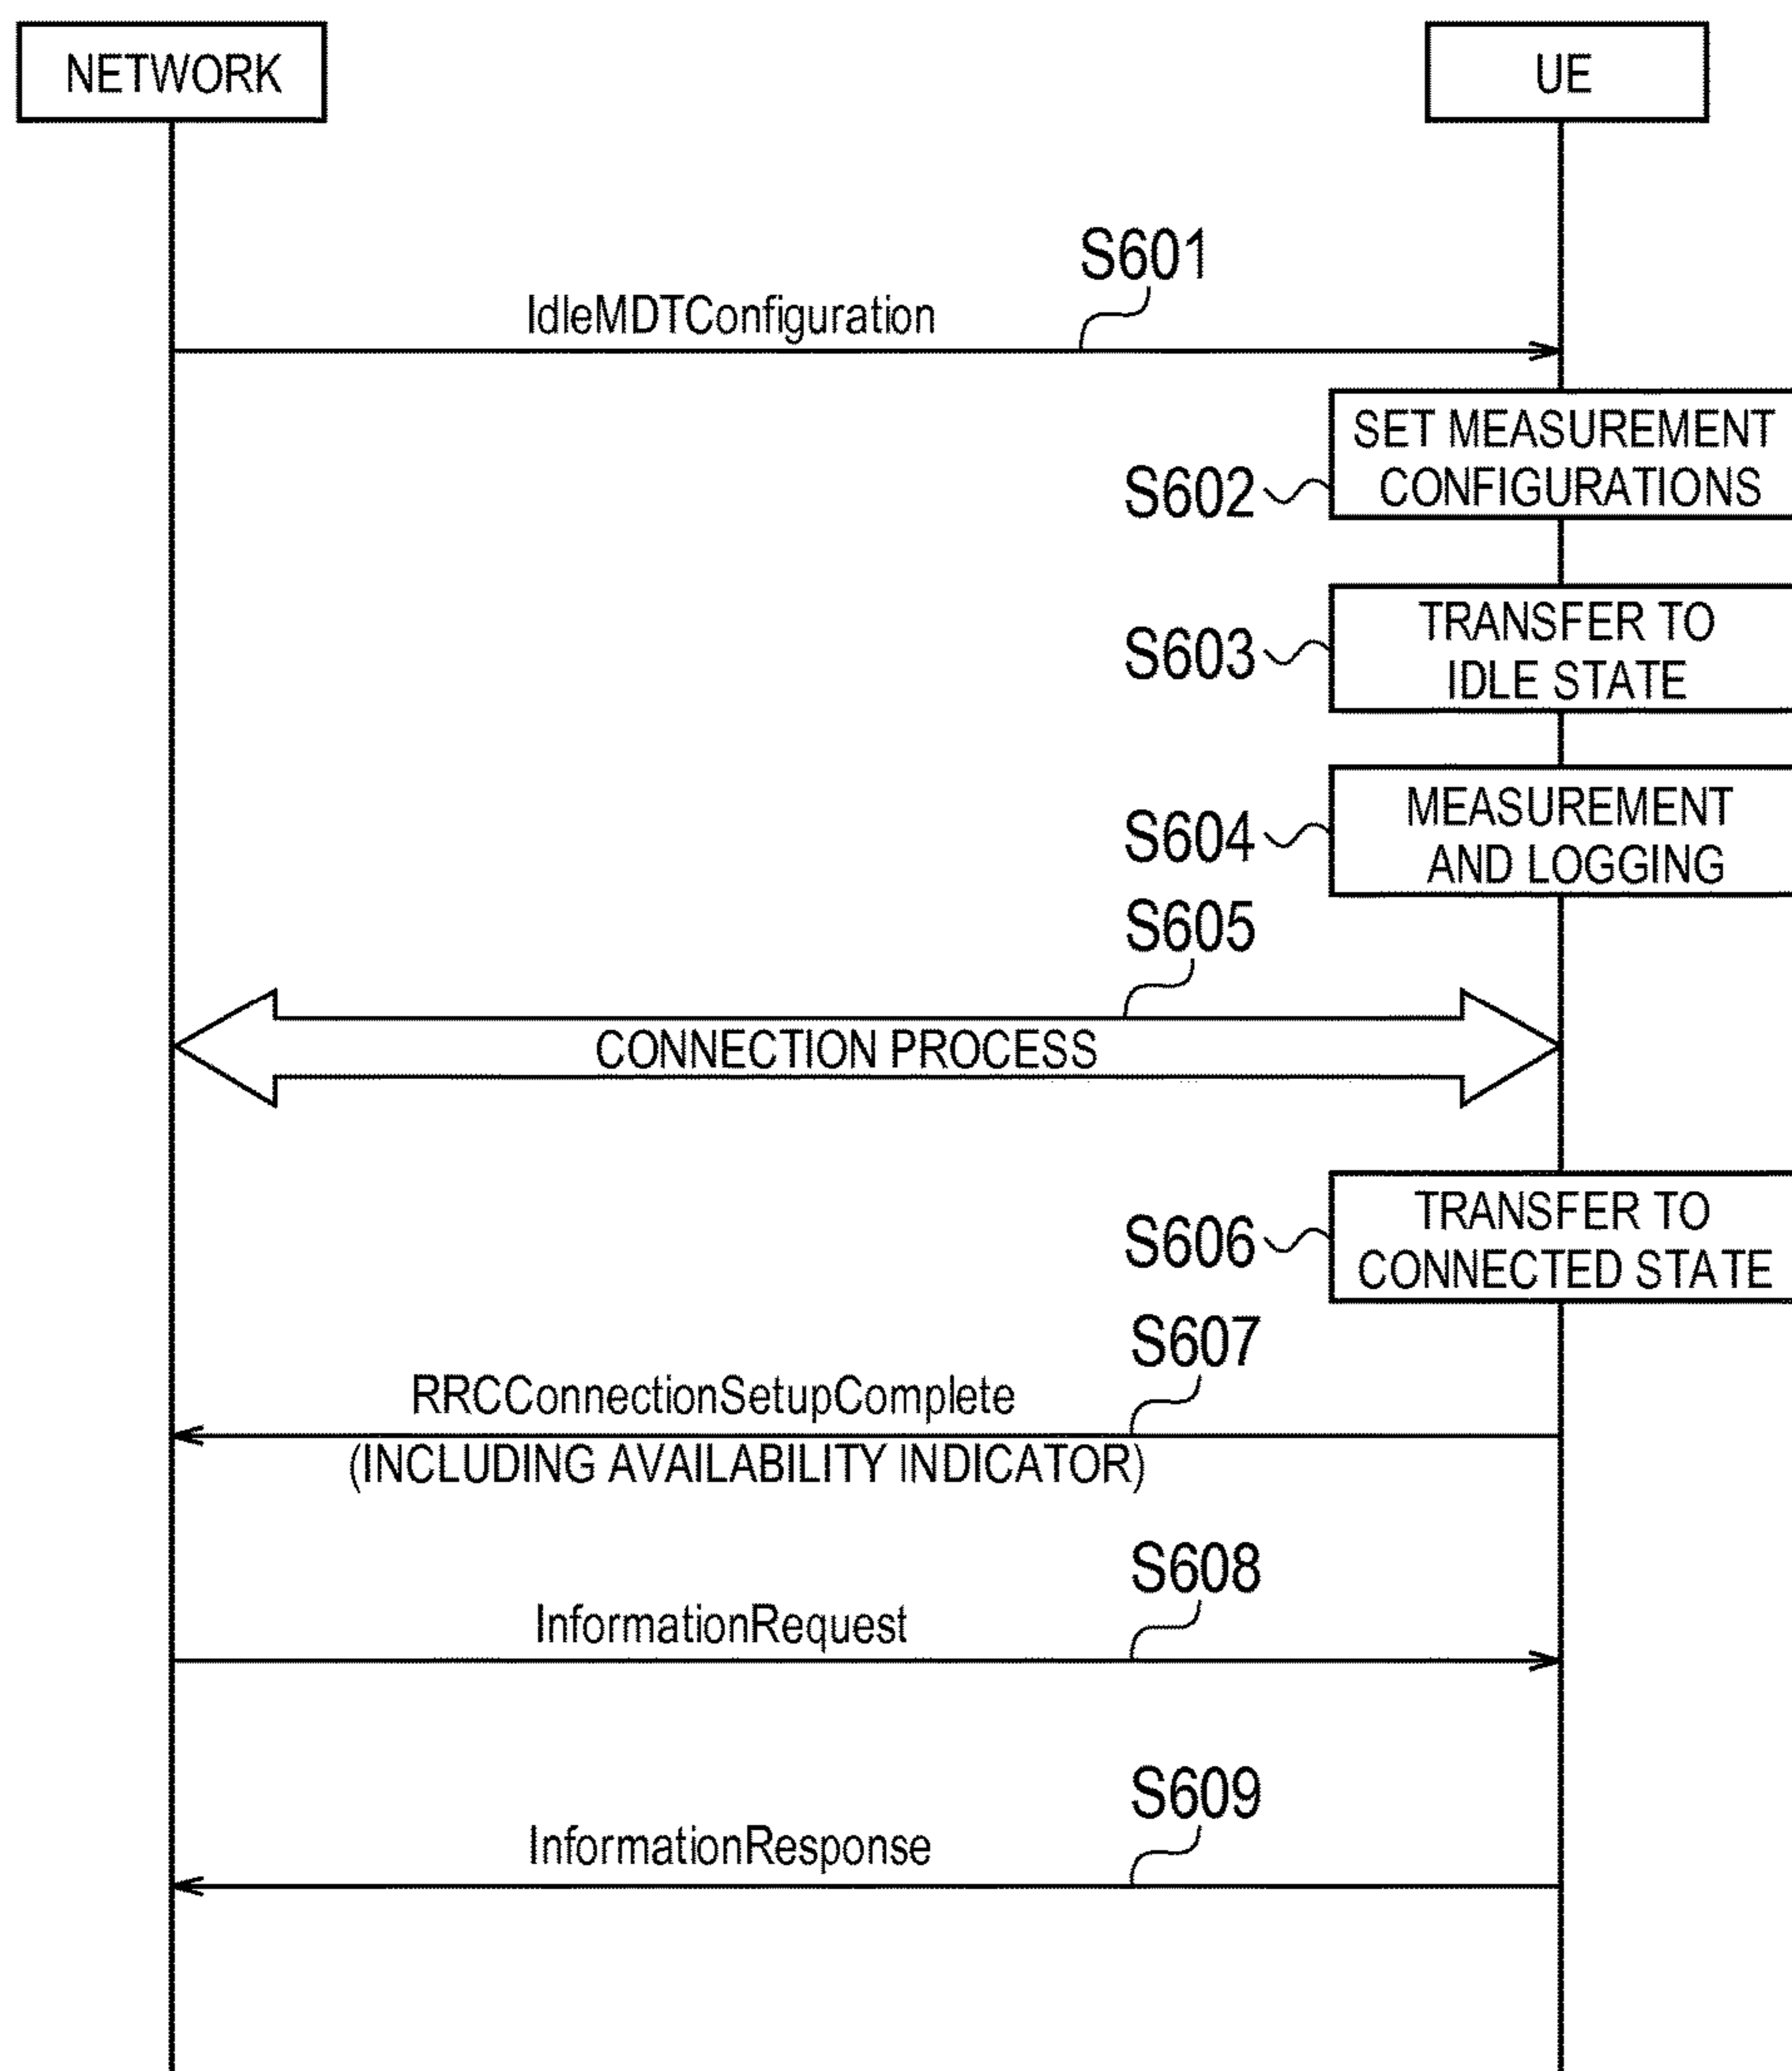 NETWORK
UE
S601
IdleMDTConfiguration
SET MEASUREMENT
CONFIGURATIONS
S602
TRANSFER TO
IDLE STATE
S603
MEASUREMENT
AND LOGGING
S604
S605
CONNECTION PROCESS
TRANSFER TO
CONNECTED STATE
S606
S607
RRCConnectionSetupComplete
(INCLUDING AVAILABILITY INDICATOR)
S608
InformationRequest
S609
InformationResponse